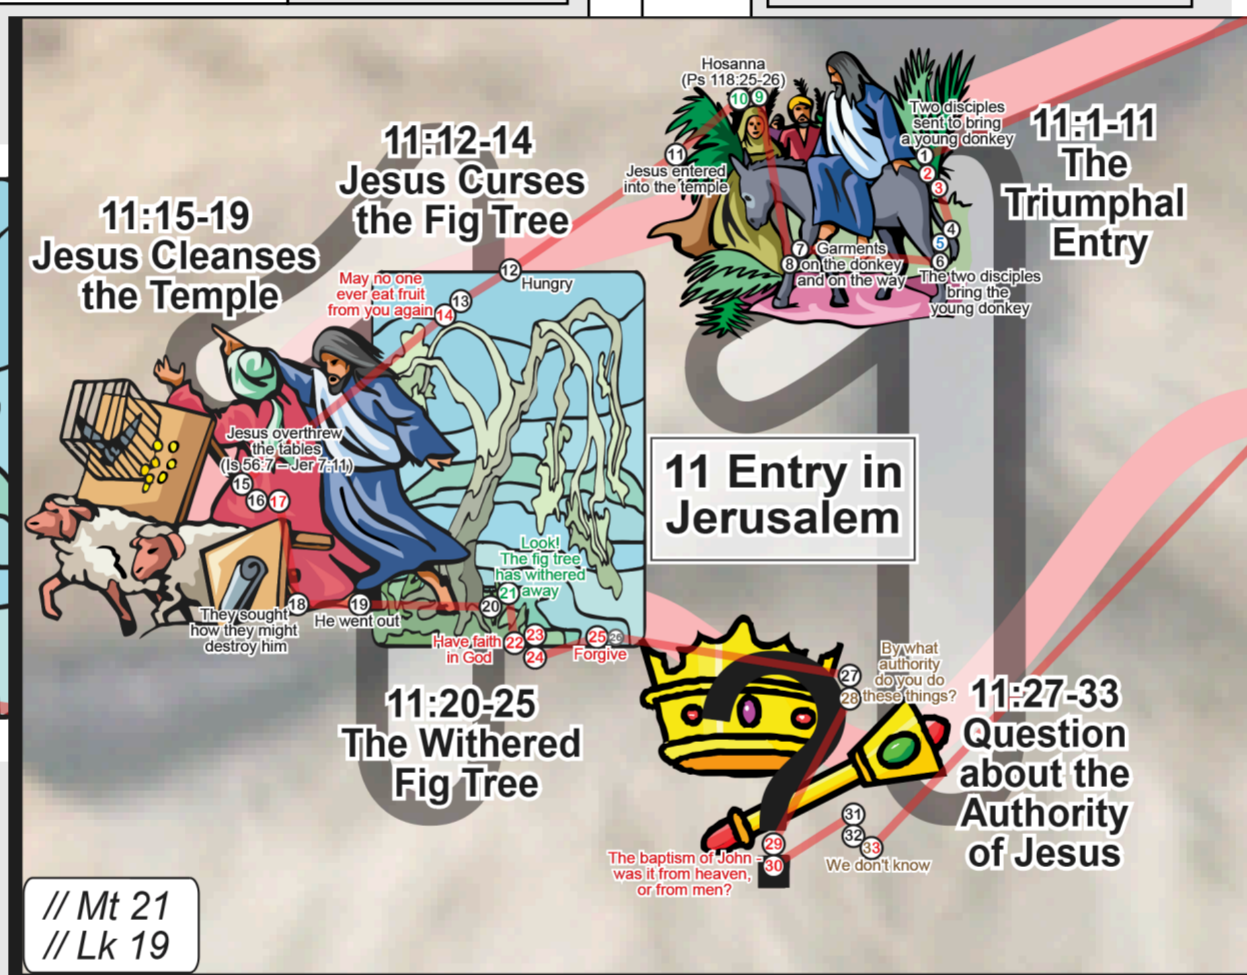 11:1-11
The
Triumphal
Entry
Two disciples
sent to bring
a young donkey
1
2
3
4
5
6
The two disciples
bring the
young donkey
7 Garments
8 on the donkey
and on the way
Hosanna
(Ps 118:25-26)
10 9
11
Jesus entered
into the temple
11:12-14
Jesus Curses
the Fig Tree
12
Hungry
13
May no one
ever eat fruit
from you again
14
11:15-19
Jesus Cleanses
the Temple
Jesus overthrew
the tables
(Is 56:7 – Jer 7:11)
15
16 17
18
They sought
how they might
destroy him
19
He went out
20
Look!
The fig tree
has withered
21 away
Have faith
in God
22 23
24
25 26
Forgive
11:20-25
The Withered
Fig Tree
11 Entry in
Jerusalem
27
28
By what
authority
do you do
these things?
11:27-33
Question
about the
Authority
of Jesus
?
29
30
The baptism of John -
was it from heaven,
or from men?
31
32
33
We don't know
// Mt 21
// Lk 19